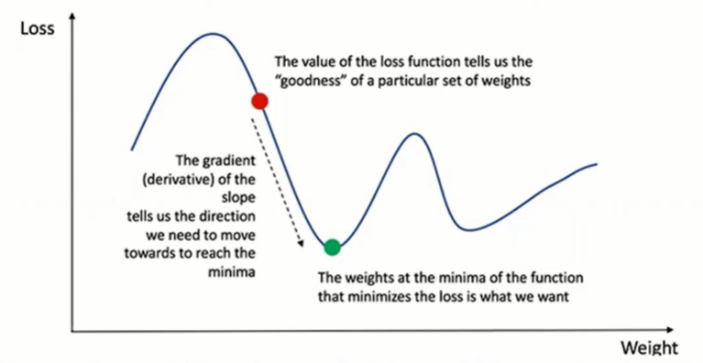 Loss
The value of the loss function tells us the
“goodness” of a particular set of weights
The gradient
(derivative) of the
slope
tells us the direction
we need to move
towards to reach the
minima
The weights at the minima of the function
that minimizes the loss is what we want
Weight